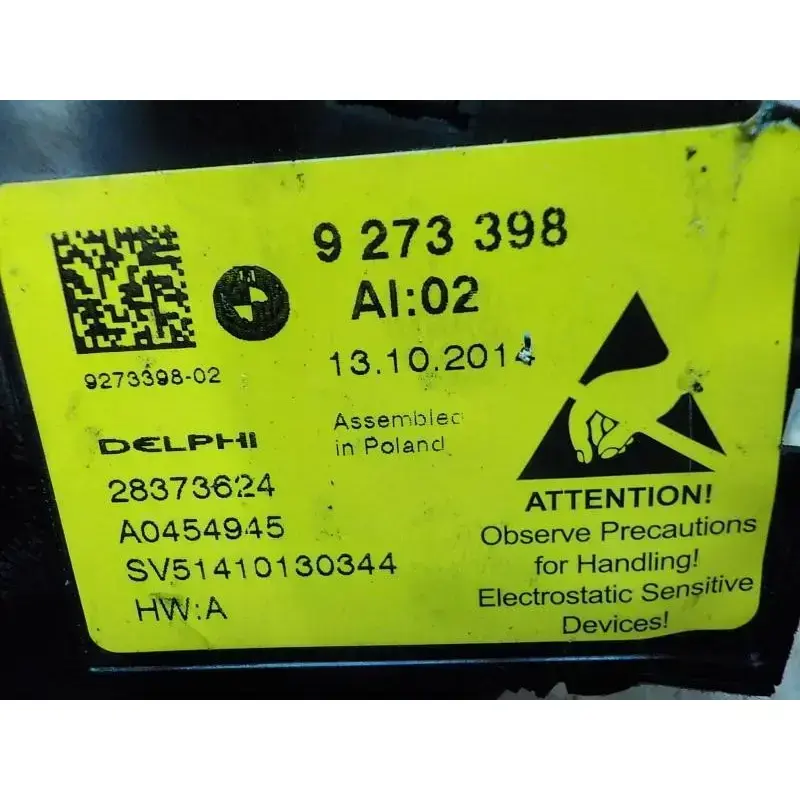 9 273 398
AI:02
13.10.2014
9273398-02
Assembled
in Poland
DELPHI
28373624
A0454945
SV51410130344
HW:A
ATTENTION!
Observe Precautions
for Handling!
Electrostatic Sensitive
Devices!